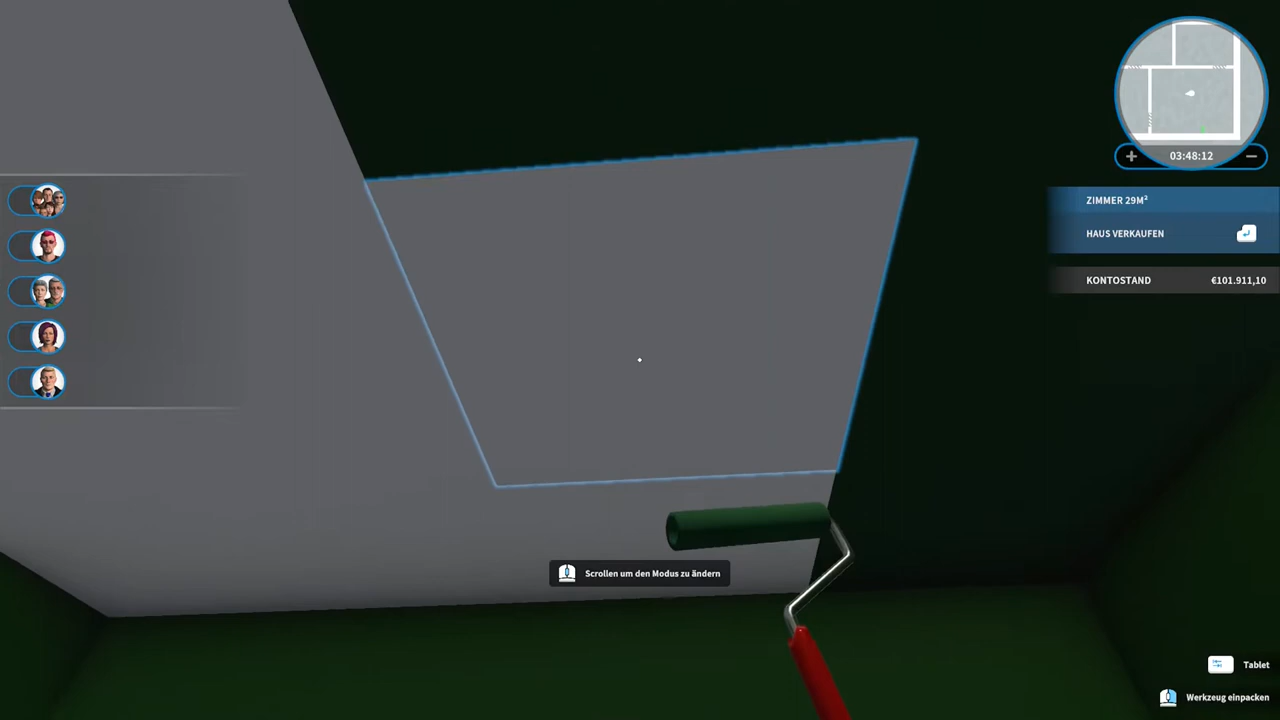 03:48:12
ZIMMER 29M²
HAUS VERKAUFEN
KONTOSTAND €101.911,10
Scrollen um den Modus zu ändern
Tablet
Werkzeug einpacken